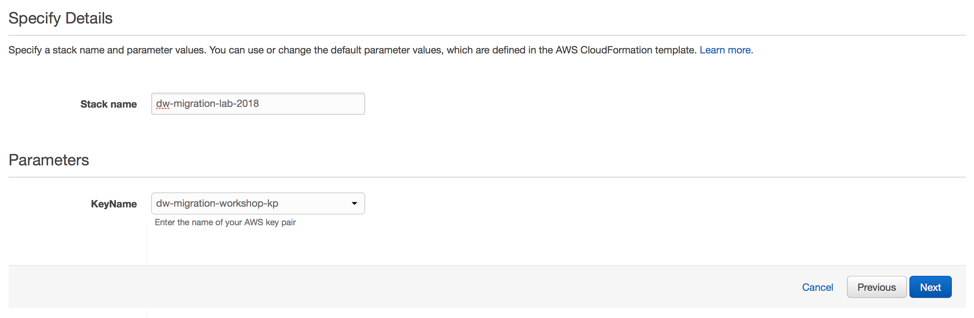 Specify Details
Specify a stack name and parameter values. You can use or change the default parameter values, which are defined in the AWS CloudFormation template. Learn more.
Stack name dw-migration-lab-2018
Parameters
KeyName dw-migration-workshop-kp
Enter the name of your AWS key pair
Cancel Previous Next